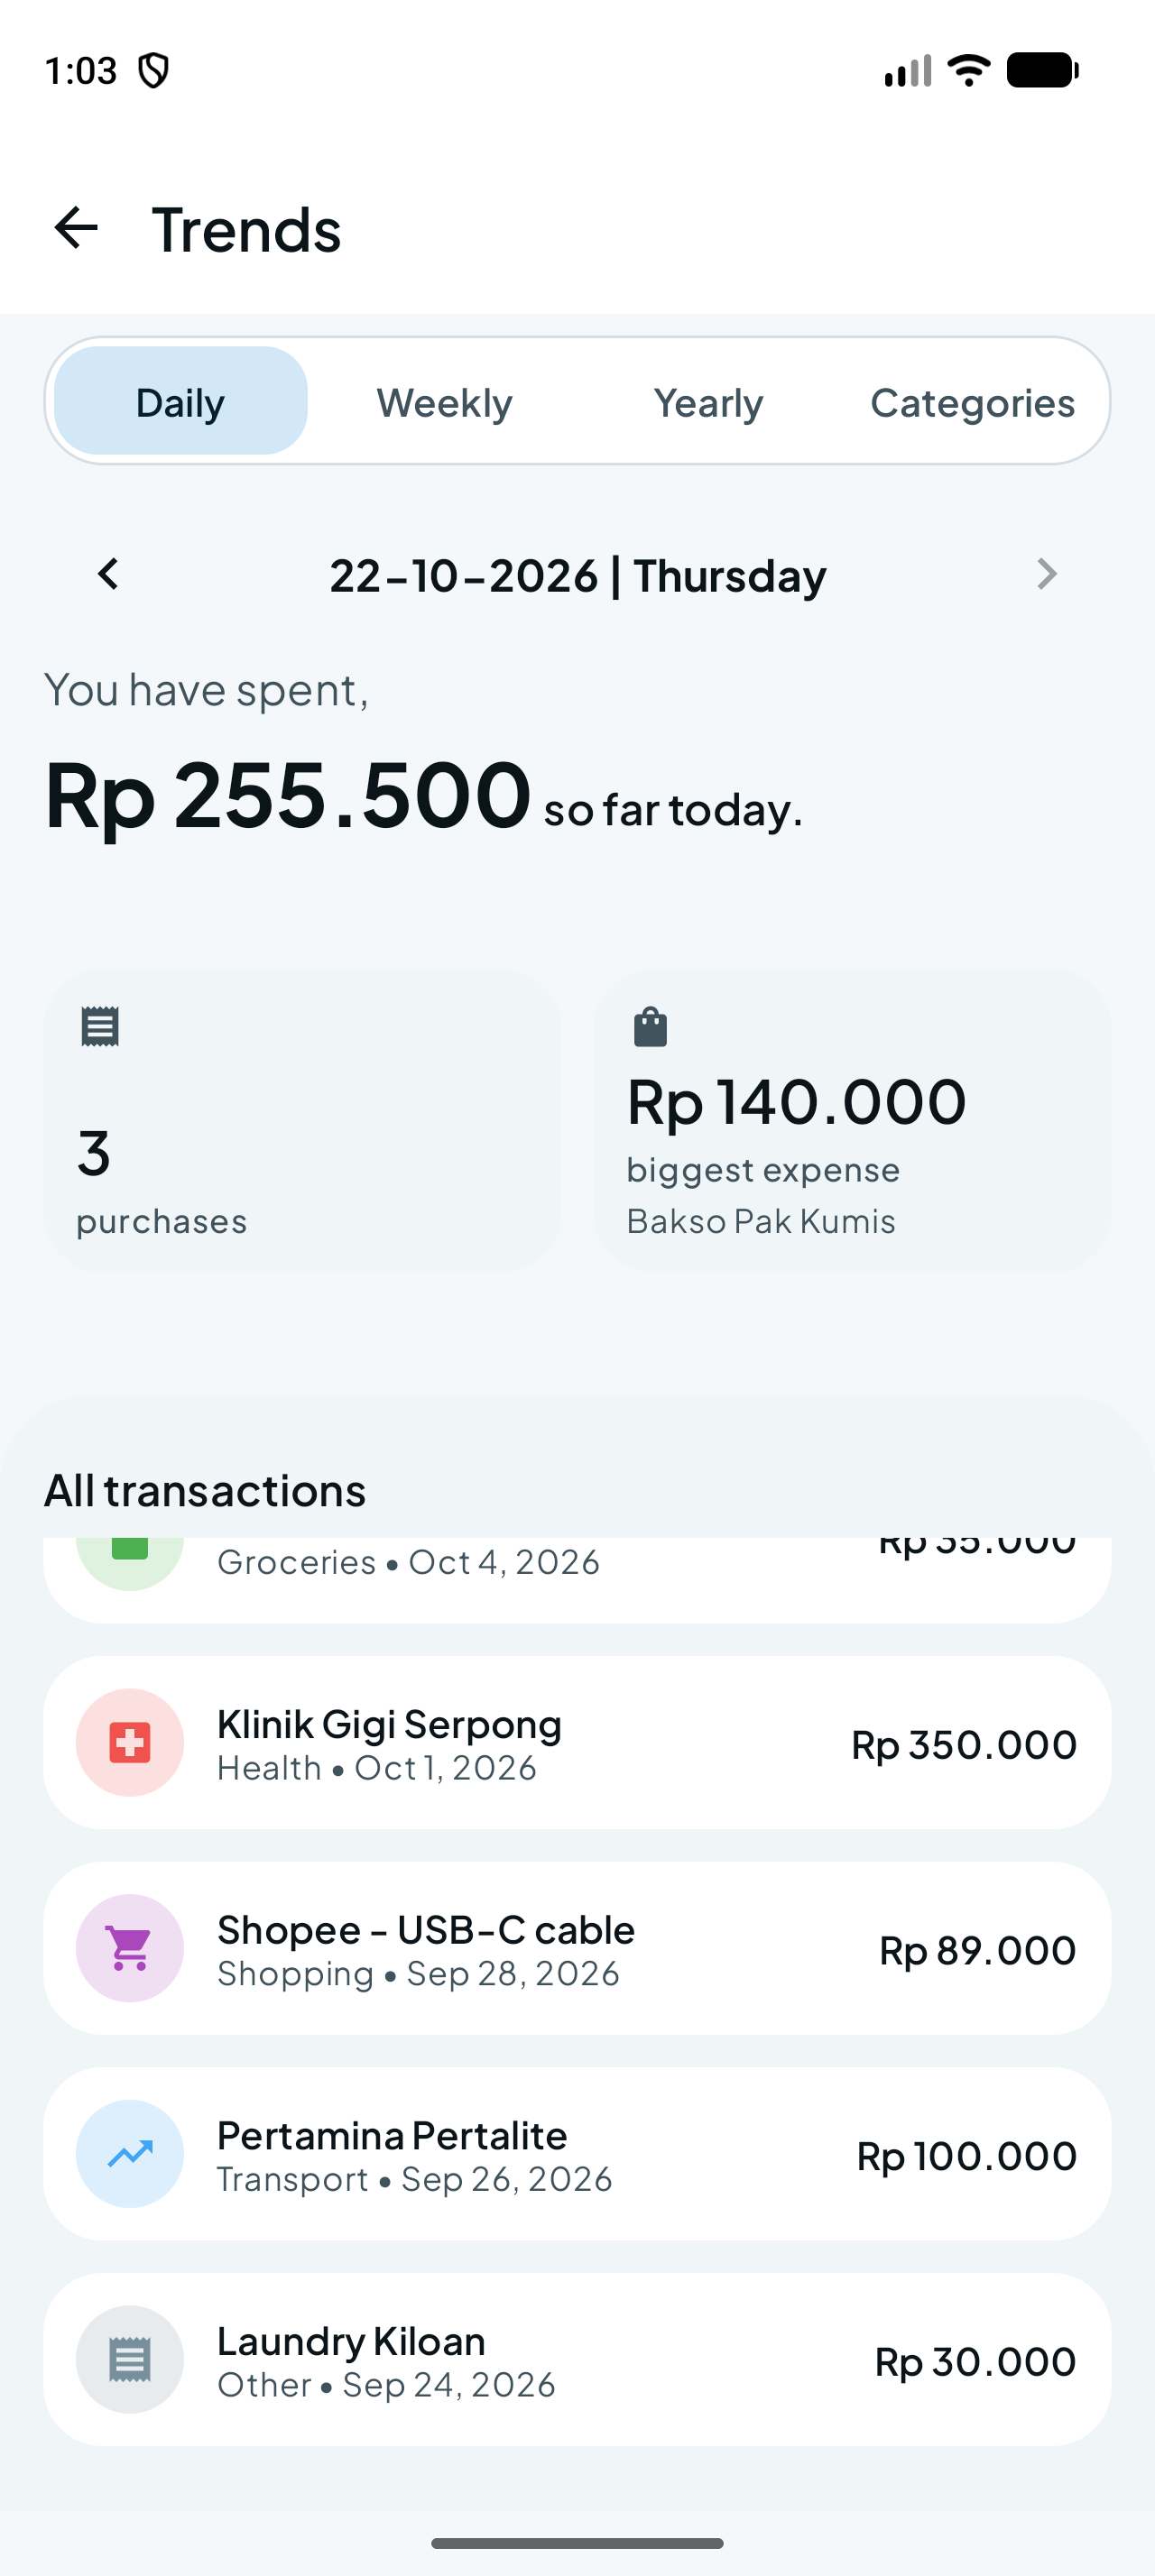 1:03
Trends
Daily Weekly Yearly Categories
22-10-2026 | Thursday
You have spent,
Rp 255.500 so far today.
3
purchases
Rp 140.000
biggest expense
Bakso Pak Kumis
All transactions
Rp 35.000
Groceries • Oct 4, 2026
Klinik Gigi Serpong
Health • Oct 1, 2026
Rp 350.000
Shopee - USB-C cable
Shopping • Sep 28, 2026
Rp 89.000
Pertamina Pertalite
Transport • Sep 26, 2026
Rp 100.000
Laundry Kiloan
Other • Sep 24, 2026
Rp 30.000